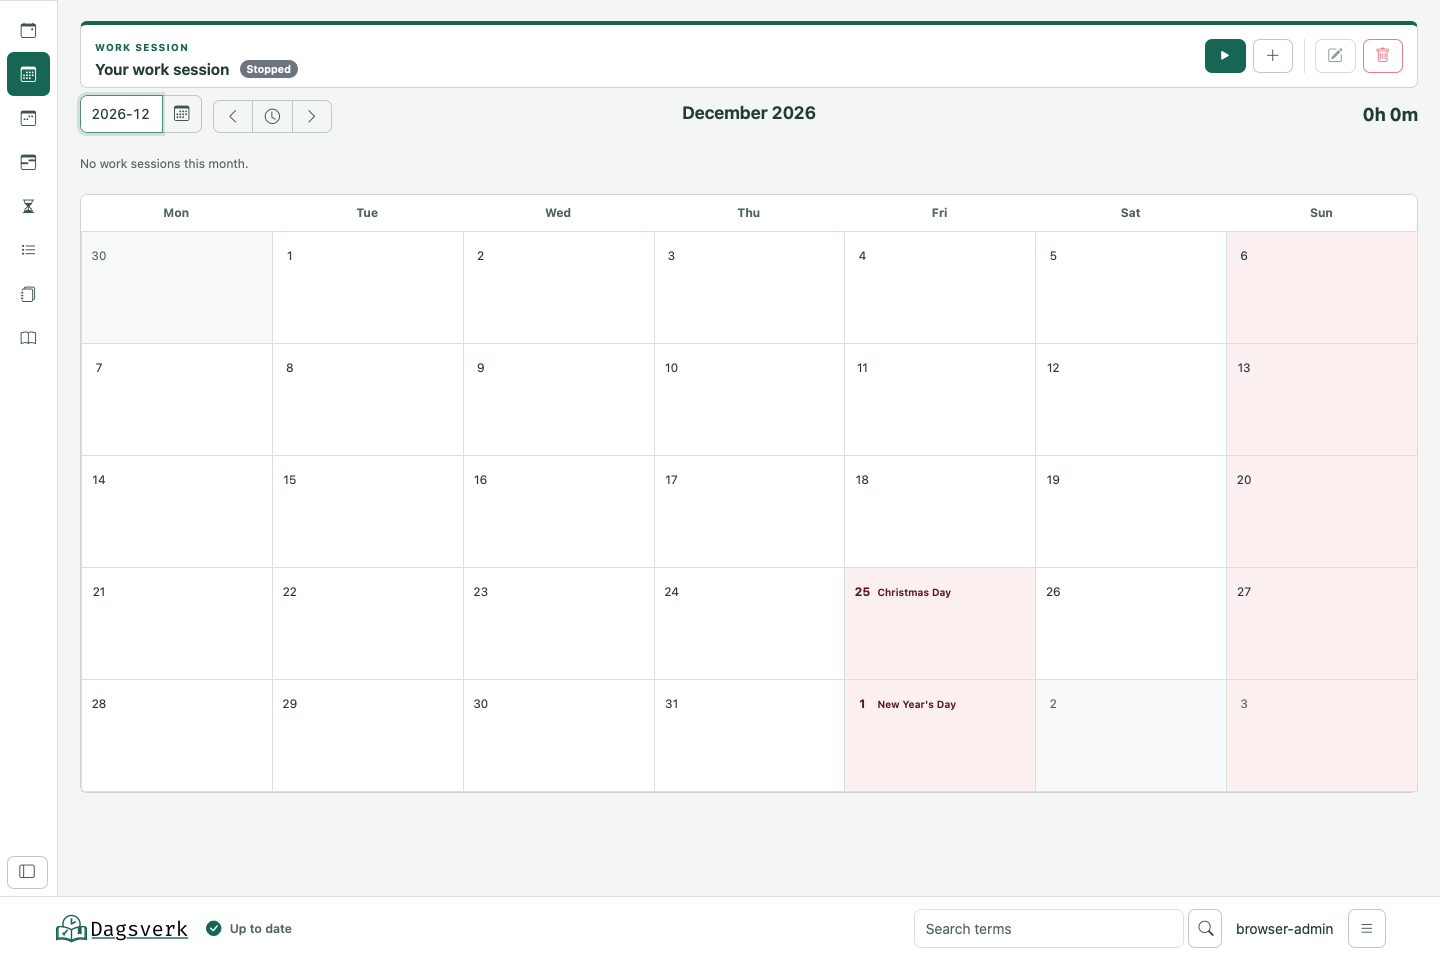 WORK SESSION
Your work session Stopped
2026-12
December 2026
0h 0m
No work sessions this month.
Mon Tue Wed Thu Fri Sat Sun
30 1 2 3 4 5 6
7 8 9 10 11 12 13
14 15 16 17 18 19 20
21 22 23 24 25 Christmas Day 26 27
28 29 30 31 1 New Year's Day 2 3
Dagsverk Up to date Search terms browser-admin